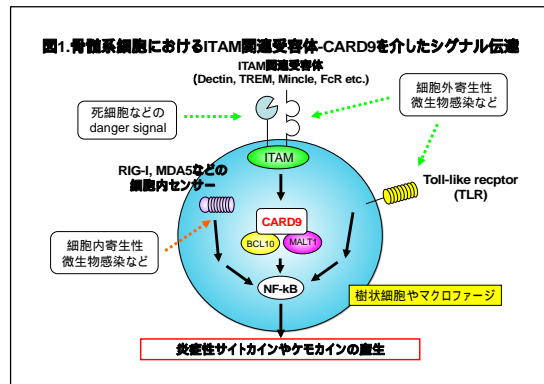 図1.骨髄系細胞におけるITAM関連受容体-CARD9を介したシグナル伝達
ITAM関連受容体
(Dectin, TREM, Mincle, FcR etc.)
死細胞などの
danger signal
細胞外寄生性
微生物感染など
ITAM
RIG-I, MDA5などの
細胞内センサー
Toll-like recptor
(TLR)
CARD9
BCL10
MALT1
細胞内寄生性
微生物感染など
NF-kB
樹状細胞やマクロファージ
炎症性サイトカインやケモカインの産生